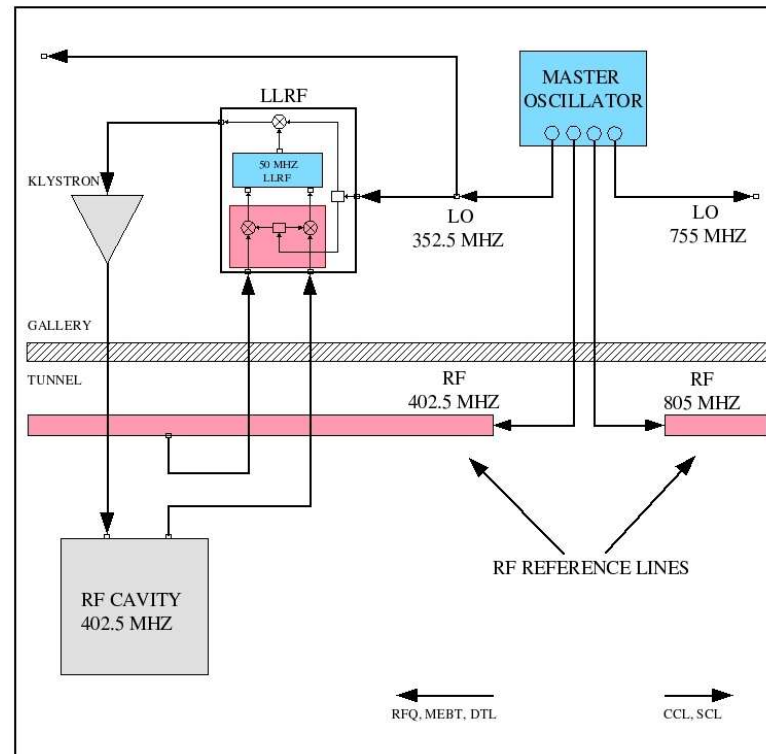 MASTER
OSCILLATOR
LLRF
50 MHZ
LLRF
KLYSTRON
LO
352.5 MHZ
LO
755 MHZ
GALLERY
TUNNEL
RF
402.5 MHZ
RF
805 MHZ
RF REFERENCE LINES
RF CAVITY
402.5 MHZ
RFQ, MEBT, DTL
CCL, SCL